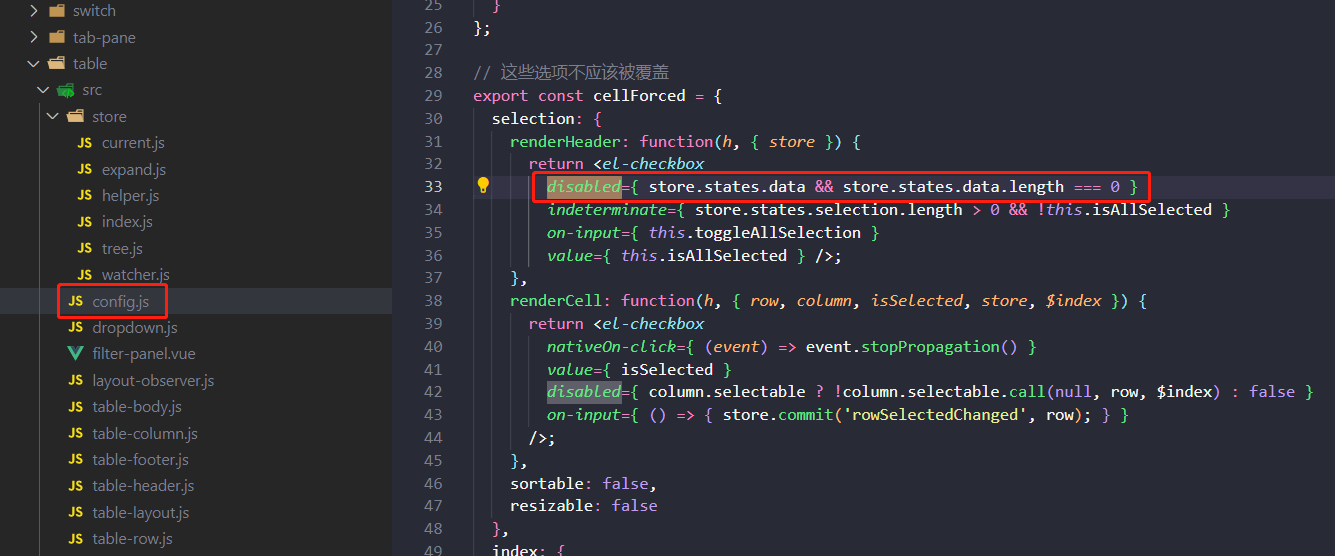 switch
tab-pane
table
src
store
JS current.js
JS expand.js
JS helper.js
JS index.js
JS tree.js
JS watcher.js
JS config.js
JS dropdown.js
filter-panel.vue
JS layout-observer.js
JS table-body.js
JS table-column.js
JS table-footer.js
JS table-header.js
JS table-layout.js
JS table-row.js
25 }
26 };
27
28 // 这些选项不应该被覆盖
29 export const cellForced = {
30 selection: {
31 renderHeader: function(h, { store }) {
32 return <el-checkbox
33 disabled={ store.states.data && store.states.data.length === 0 }
34 indeterminate={ store.states.selection.length > 0 && !this.isAllSelected }
35 on-input={ this.toggleAllSelection }
36 value={ this.isAllSelected } />;
37 },
38 renderCell: function(h, { row, column, isSelected, store, $index }) {
39 return <el-checkbox
40 nativeOn-click={ (event) => event.stopPropagation() }
41 value={ isSelected }
42 disabled={ column.selectable ? !column.selectable.call(null, row, $index) : false }
43 on-input={ () => { store.commit('rowSelectedChanged', row); } }
44 />;
45 },
46 sortable: false,
47 resizable: false
48 },
49 index: {